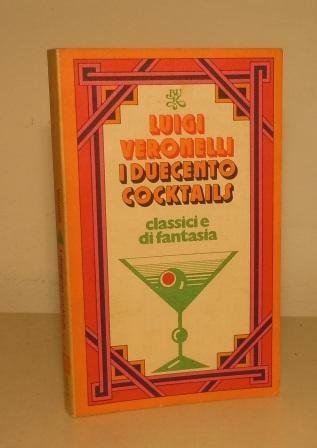 BUR
LUIGI
VERONELLI
I DUECENTO
COCKTAILS
classici e
di fantasia